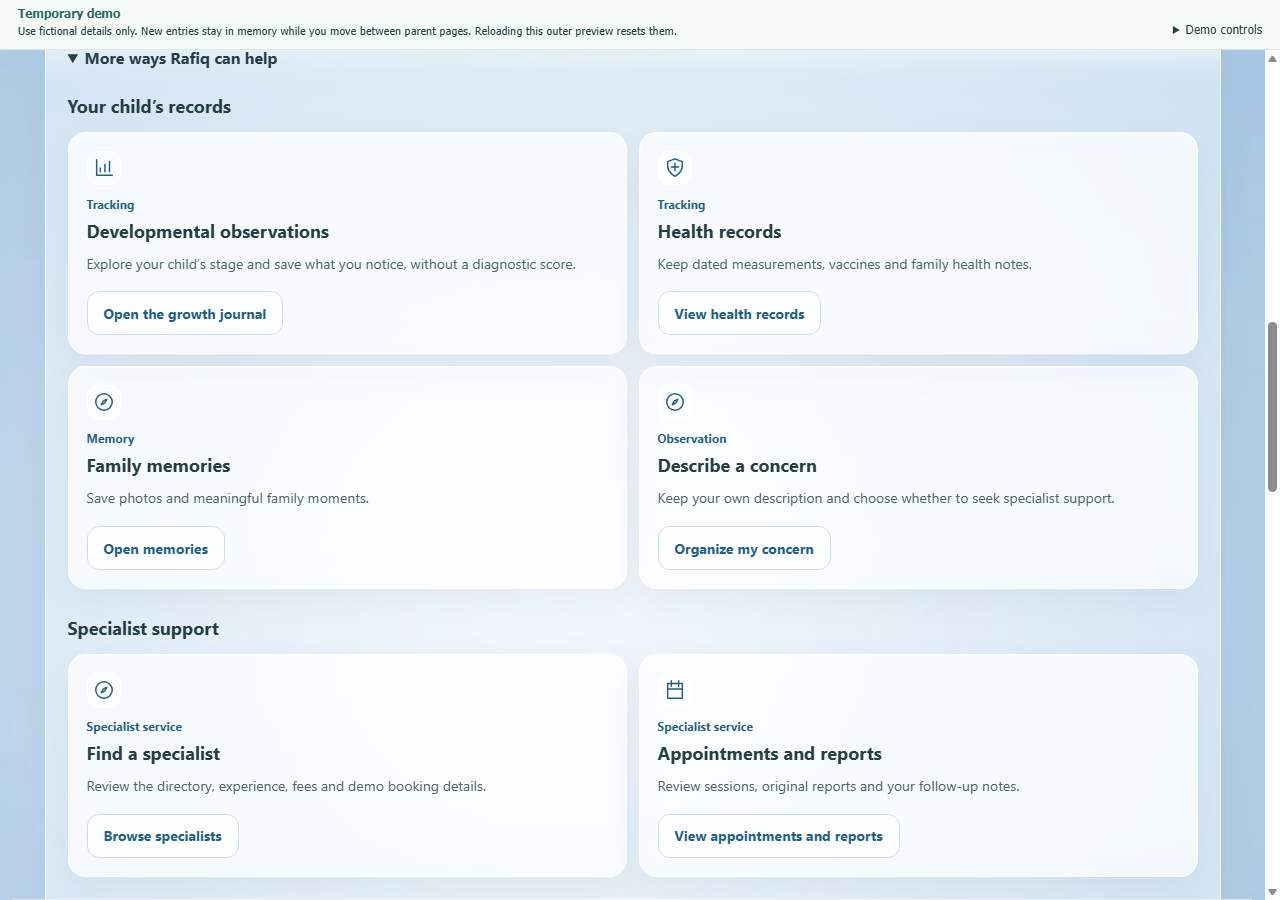 Temporary demo
Use fictional details only. New entries stay in memory while you move between parent pages. Reloading this outer preview resets them.
Demo controls
More ways Rafiq can help
Your child’s records
Tracking
Developmental observations
Explore your child’s stage and save what you notice, without a diagnostic score.
Open the growth journal
Tracking
Health records
Keep dated measurements, vaccines and family health notes.
View health records
Memory
Family memories
Save photos and meaningful family moments.
Open memories
Observation
Describe a concern
Keep your own description and choose whether to seek specialist support.
Organize my concern
Specialist support
Specialist service
Find a specialist
Review the directory, experience, fees and demo booking details.
Browse specialists
Specialist service
Appointments and reports
Review sessions, original reports and your follow-up notes.
View appointments and reports